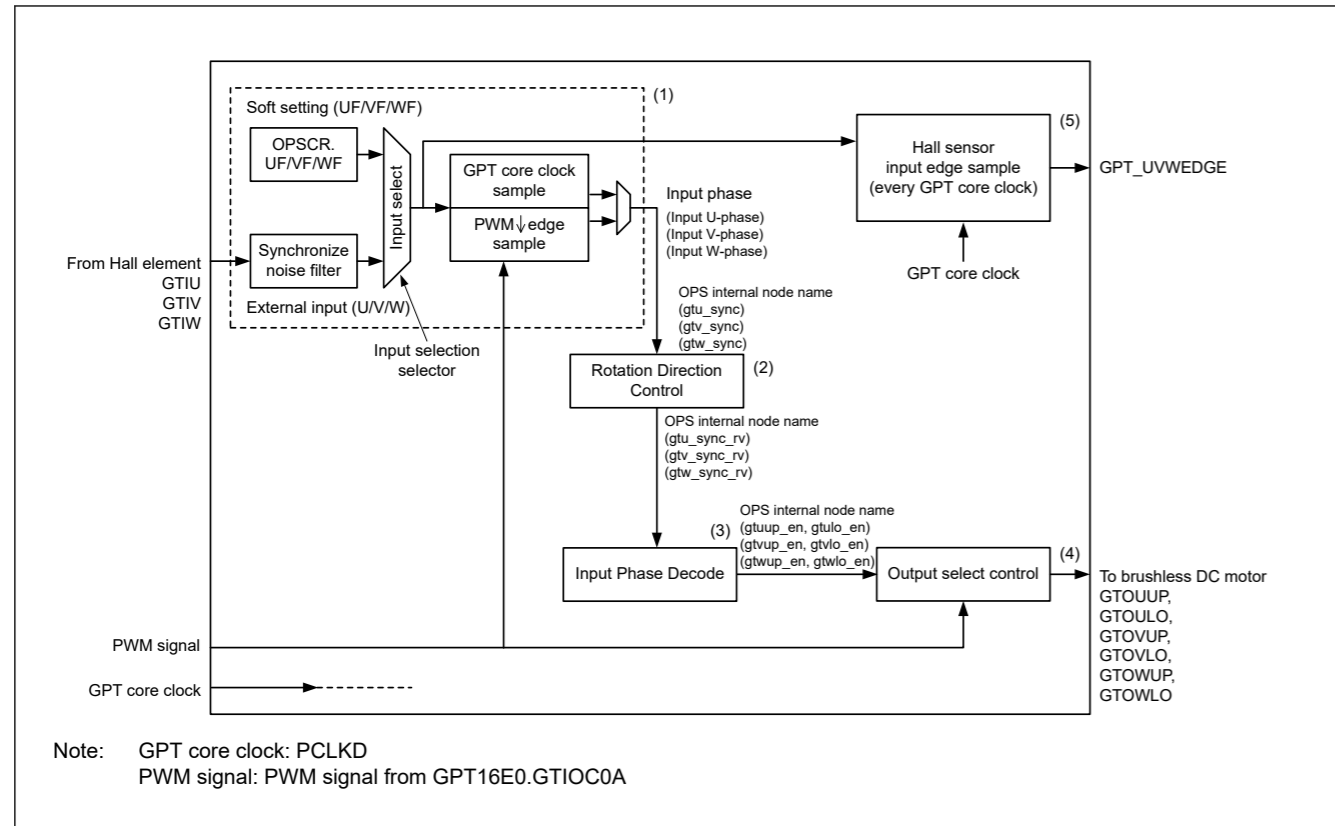 Soft setting (UF/VF/WF)
(1)
OPSCR.
UF/VF/WF
Input select
GPT core clock
sample
PWM↓edge
sample
Synchronize
noise filter
External input (U/V/W)
From Hall element
GTIU
GTIV
GTIW
Input selection
selector
Input phase
(Input U-phase)
(Input V-phase)
(Input W-phase)
(5)
Hall sensor
input edge sample
(every GPT core clock)
GPT_UVWEDGE
GPT core clock
OPS internal node name
(gtu_sync)
(gtv_sync)
(gtw_sync)
Rotation Direction
Control
(2)
OPS internal node name
(gtu_sync_rv)
(gtv_sync_rv)
(gtw_sync_rv)
(3)
Input Phase Decode
OPS internal node name
(gtuup_en, gtulo_en)
(gtvup_en, gtvlo_en)
(gtwup_en, gtwlo_en)
Output select control
(4)
To brushless DC motor
GTOUUP,
GTOULO,
GTOVUP,
GTOVLO,
GTOWUP,
GTOWLO
PWM signal
GPT core clock
Note: GPT core clock: PCLKD
PWM signal: PWM signal from GPT16E0.GTIOC0A